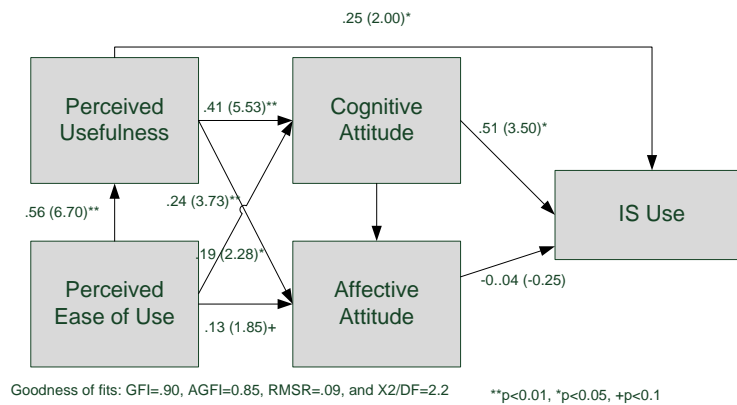 .25 (2.00)*
Perceived
Usefulness
.41 (5.53)**
Cognitive
Attitude
.51 (3.50)*
.56 (6.70)**
.24 (3.73)**
IS Use
.19 (2.28)*
Perceived
Ease of Use
Affective
Attitude
-0..04 (-0.25)
.13 (1.85)+
Goodness of fits: GFI=.90, AGFI=0.85, RMSR=.09, and X2/DF=2.2
**p<0.01, *p<0.05, +p<0.1